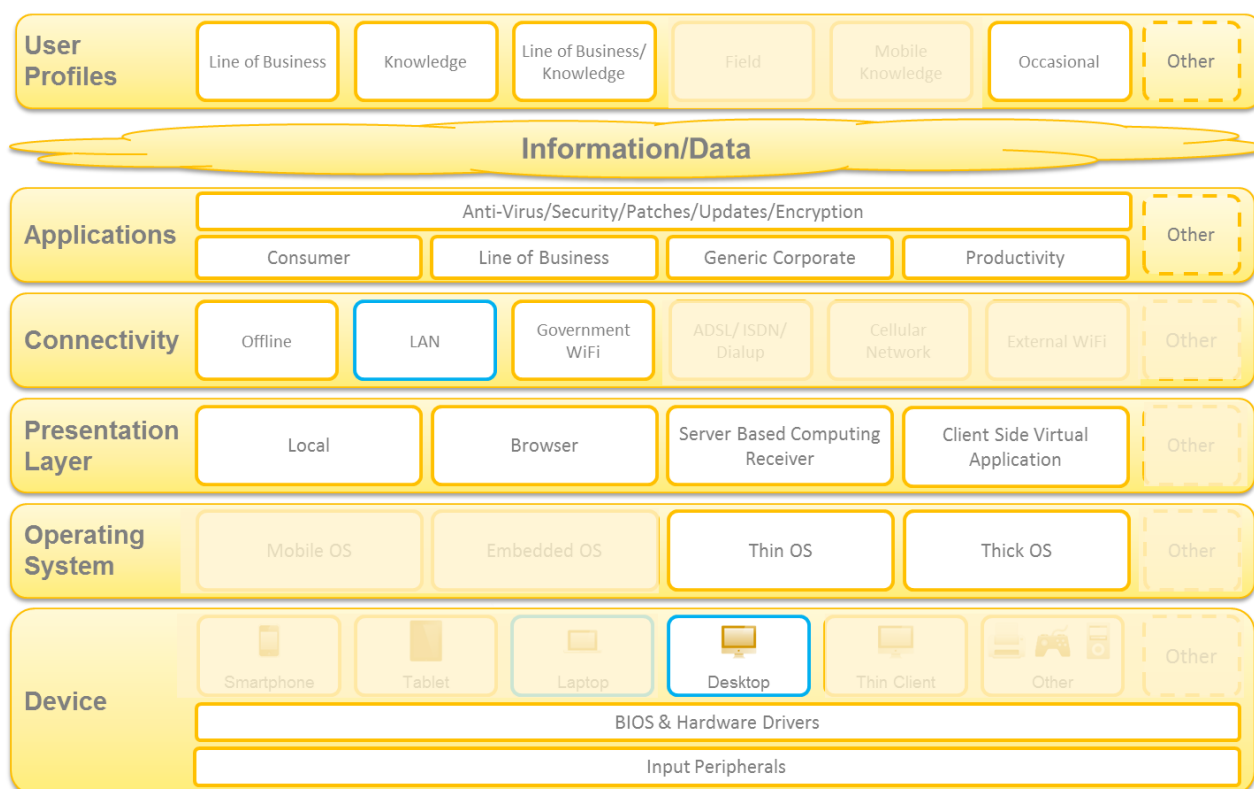 User
Profiles
Line of Business
Knowledge
Line of Business/
Knowledge
Field
Mobile
Knowledge
Occasional
Other
Information/Data
Applications
Anti-Virus/Security/Patches/Updates/Encryption
Consumer
Line of Business
Generic Corporate
Productivity
Other
Connectivity
Offline
LAN
Government
WiFi
ADSL/ ISDN/
Dialup
Cellular
Network
External WiFi
Other
Presentation
Layer
Local
Browser
Server Based Computing
Receiver
Client Side Virtual
Application
Other
Operating
System
Mobile OS
Embedded OS
Thin OS
Thick OS
Other
Device
Smartphone
Tablet
Laptop
Desktop
Thin Client
Other
Other
BIOS & Hardware Drivers
Input Peripherals